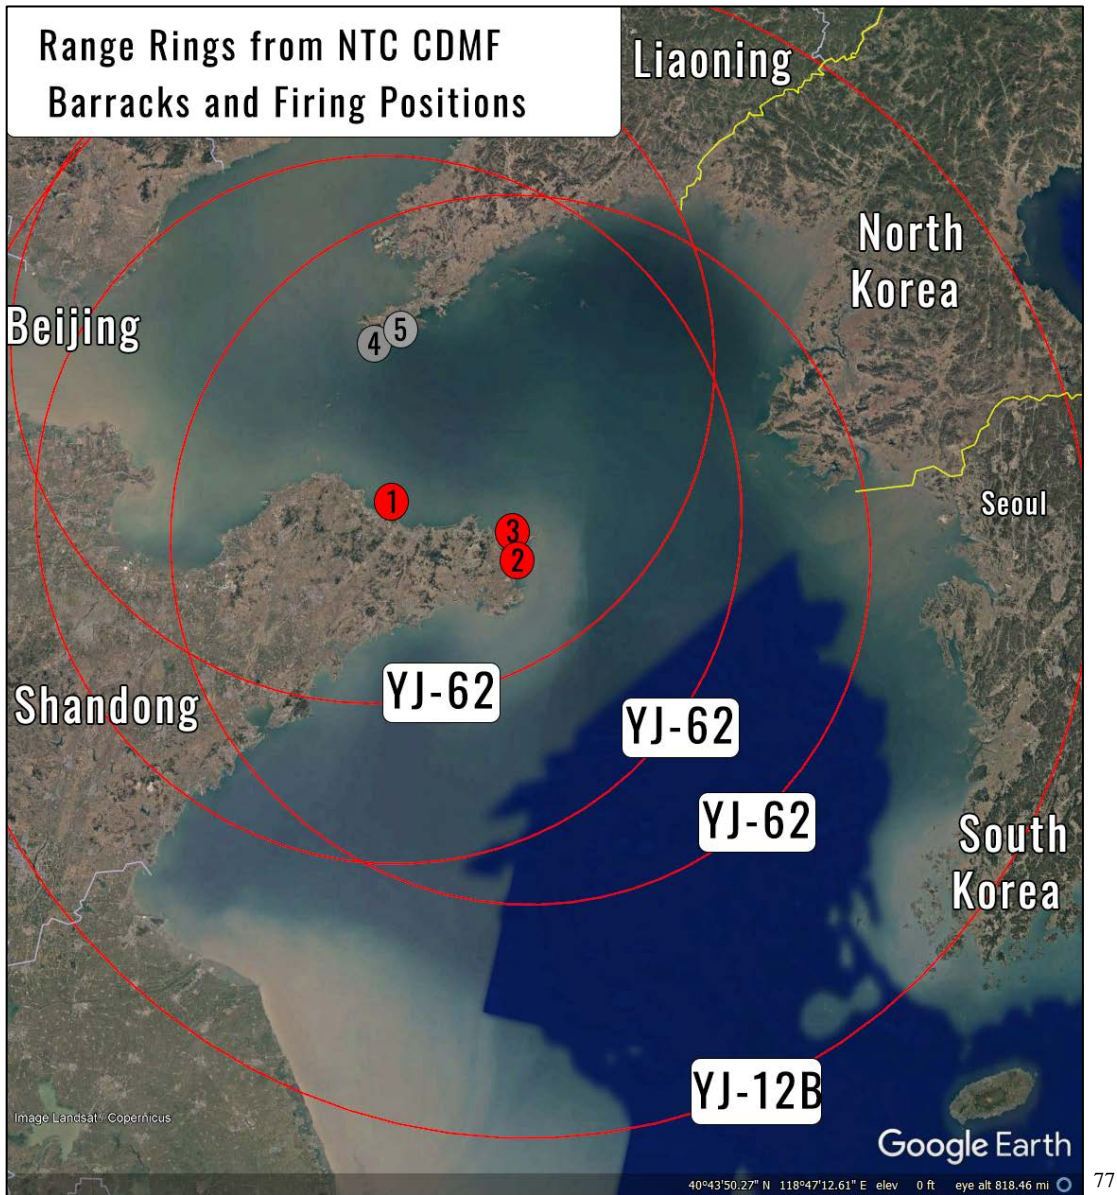 Range Rings from NTC CDMF
Barracks and Firing Positions
Liaoning
North
Korea
Beijing
4
5
1
3
2
Seoul
YJ-62
Shandong
YJ-62
YJ-62
South
Korea
YJ-12B
Image Landsat / Copernicus
Google Earth
40°43'50.27" N 118°47'12.61" E elev 0 ft eye alt 818.46 mi
77